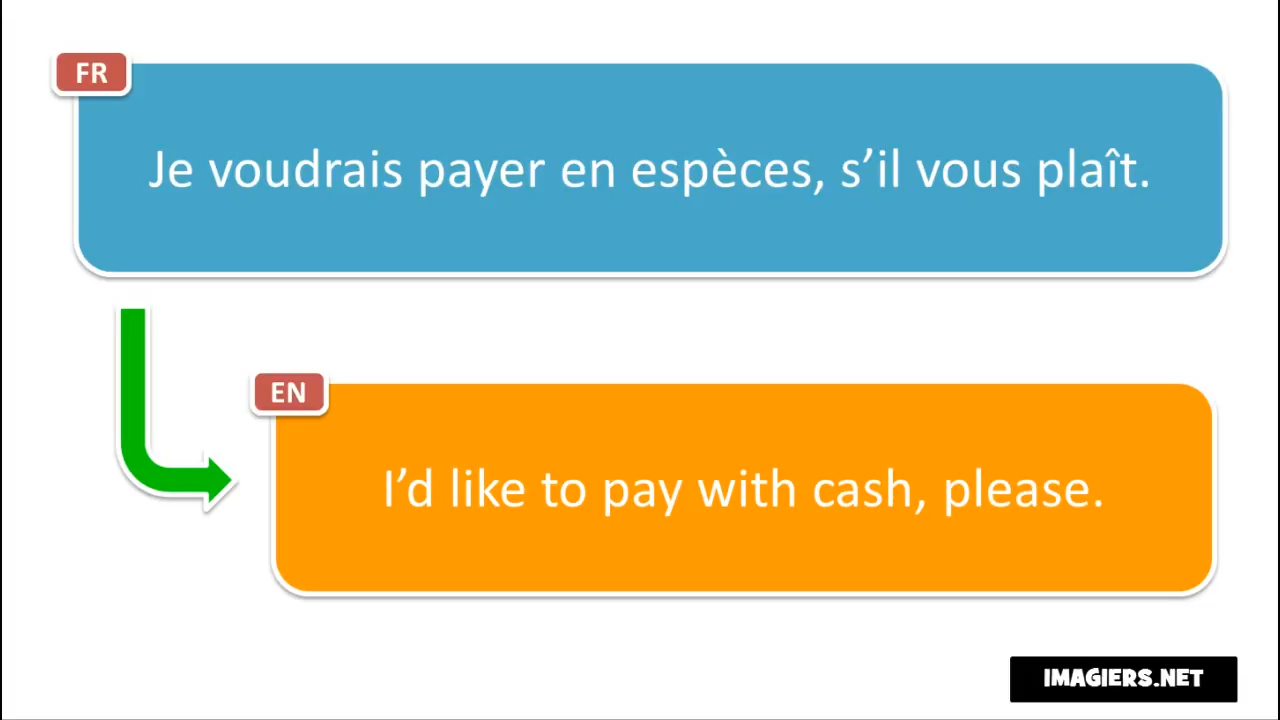 FR
Je voudrais payer en espèces, s’il vous plaît.
EN
I’d like to pay with cash, please.
IMAGIERS.NET